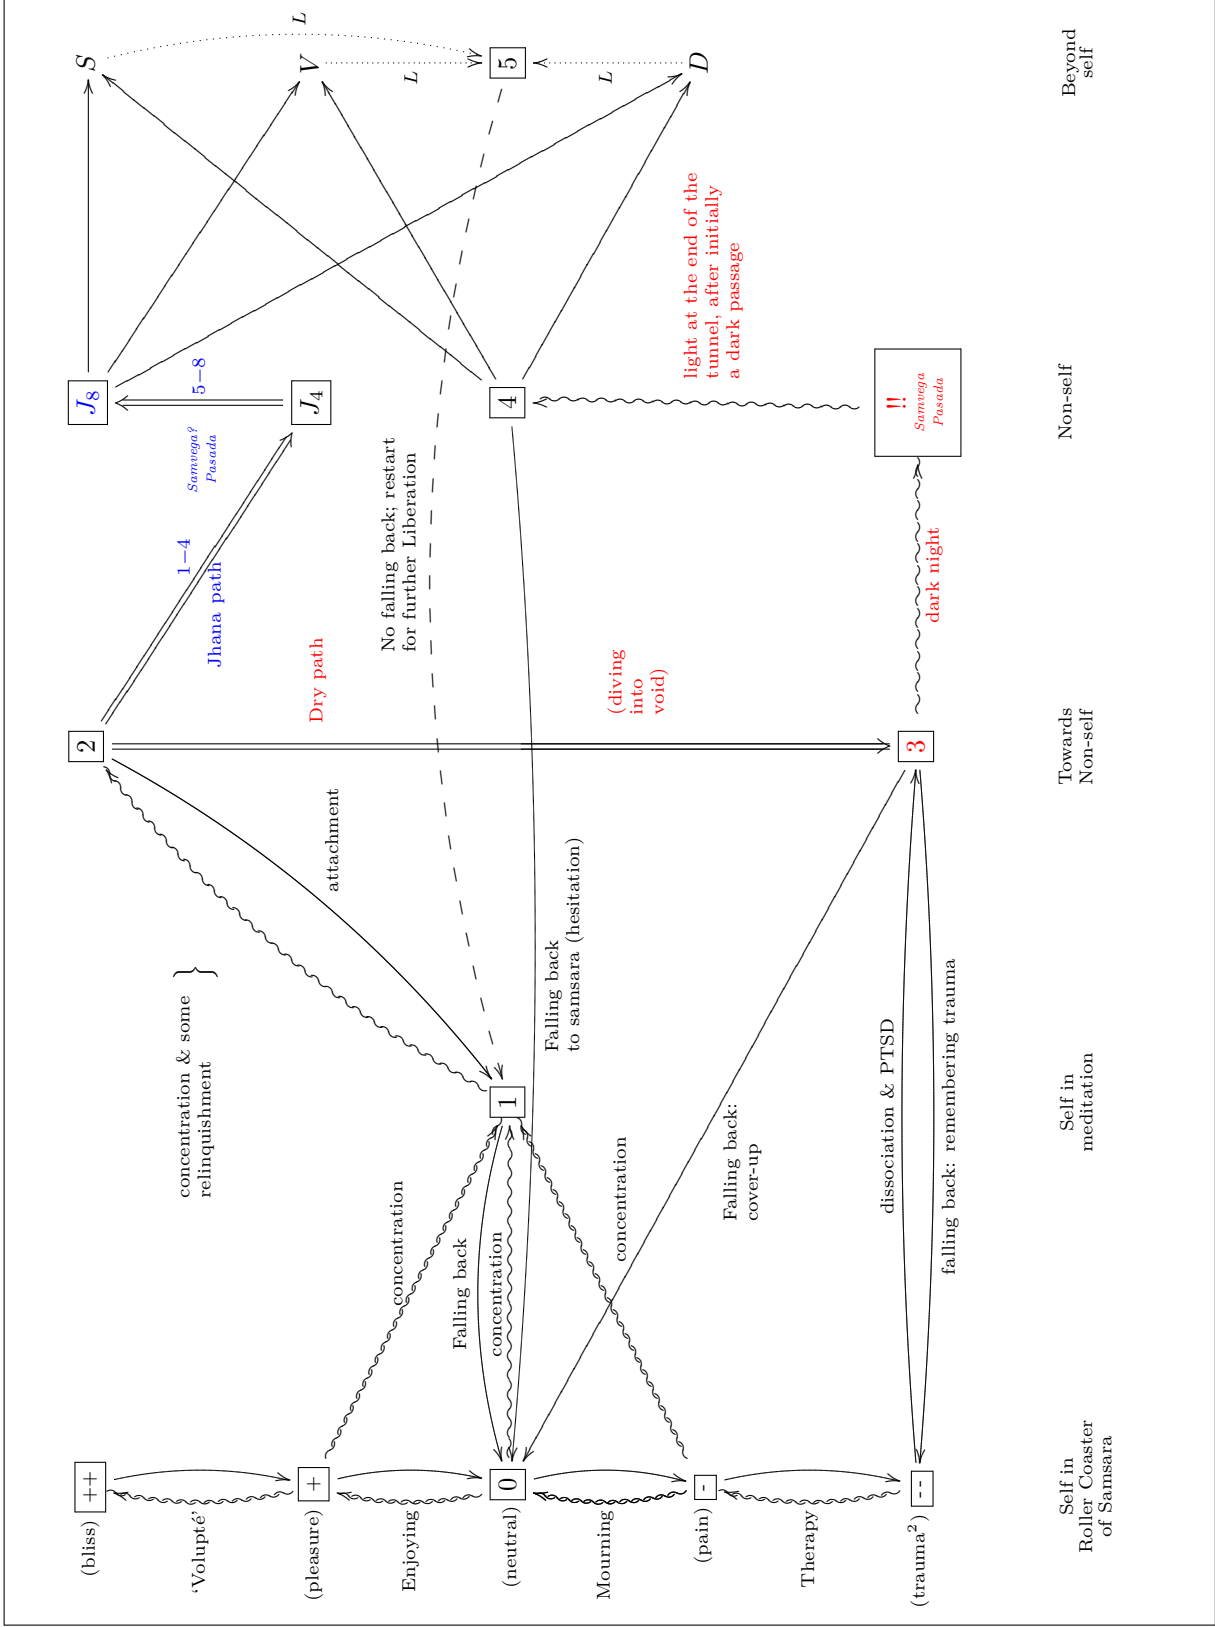 (bliss)
++
'Volupté'
(pleasure)
+
Enjoying
(neutral)
0
Mourning
(pain)
-
Therapy
(trauma²)
--
Self in
Roller Coaster
of Samsara
concentration
Falling back
concentration
concentration
1
concentration & some
relinquishment
}
attachment
Falling back
to samsara (hesitation)
Falling back:
cover-up
dissociation & PTSD
falling back: remembering trauma
Self in
meditation
2
1−4
Jhana path
Dry path
(diving
into
void)
3
dark night
Towards
Non-self
No falling back; restart
for further Liberation
Samvega?
Pasada
J8
5−8
J4
4
!!
Samvega
Pasada
light at the end of the
tunnel, after initially
a dark passage
Non-self
S
L
V
L
5
L
D
Beyond
self